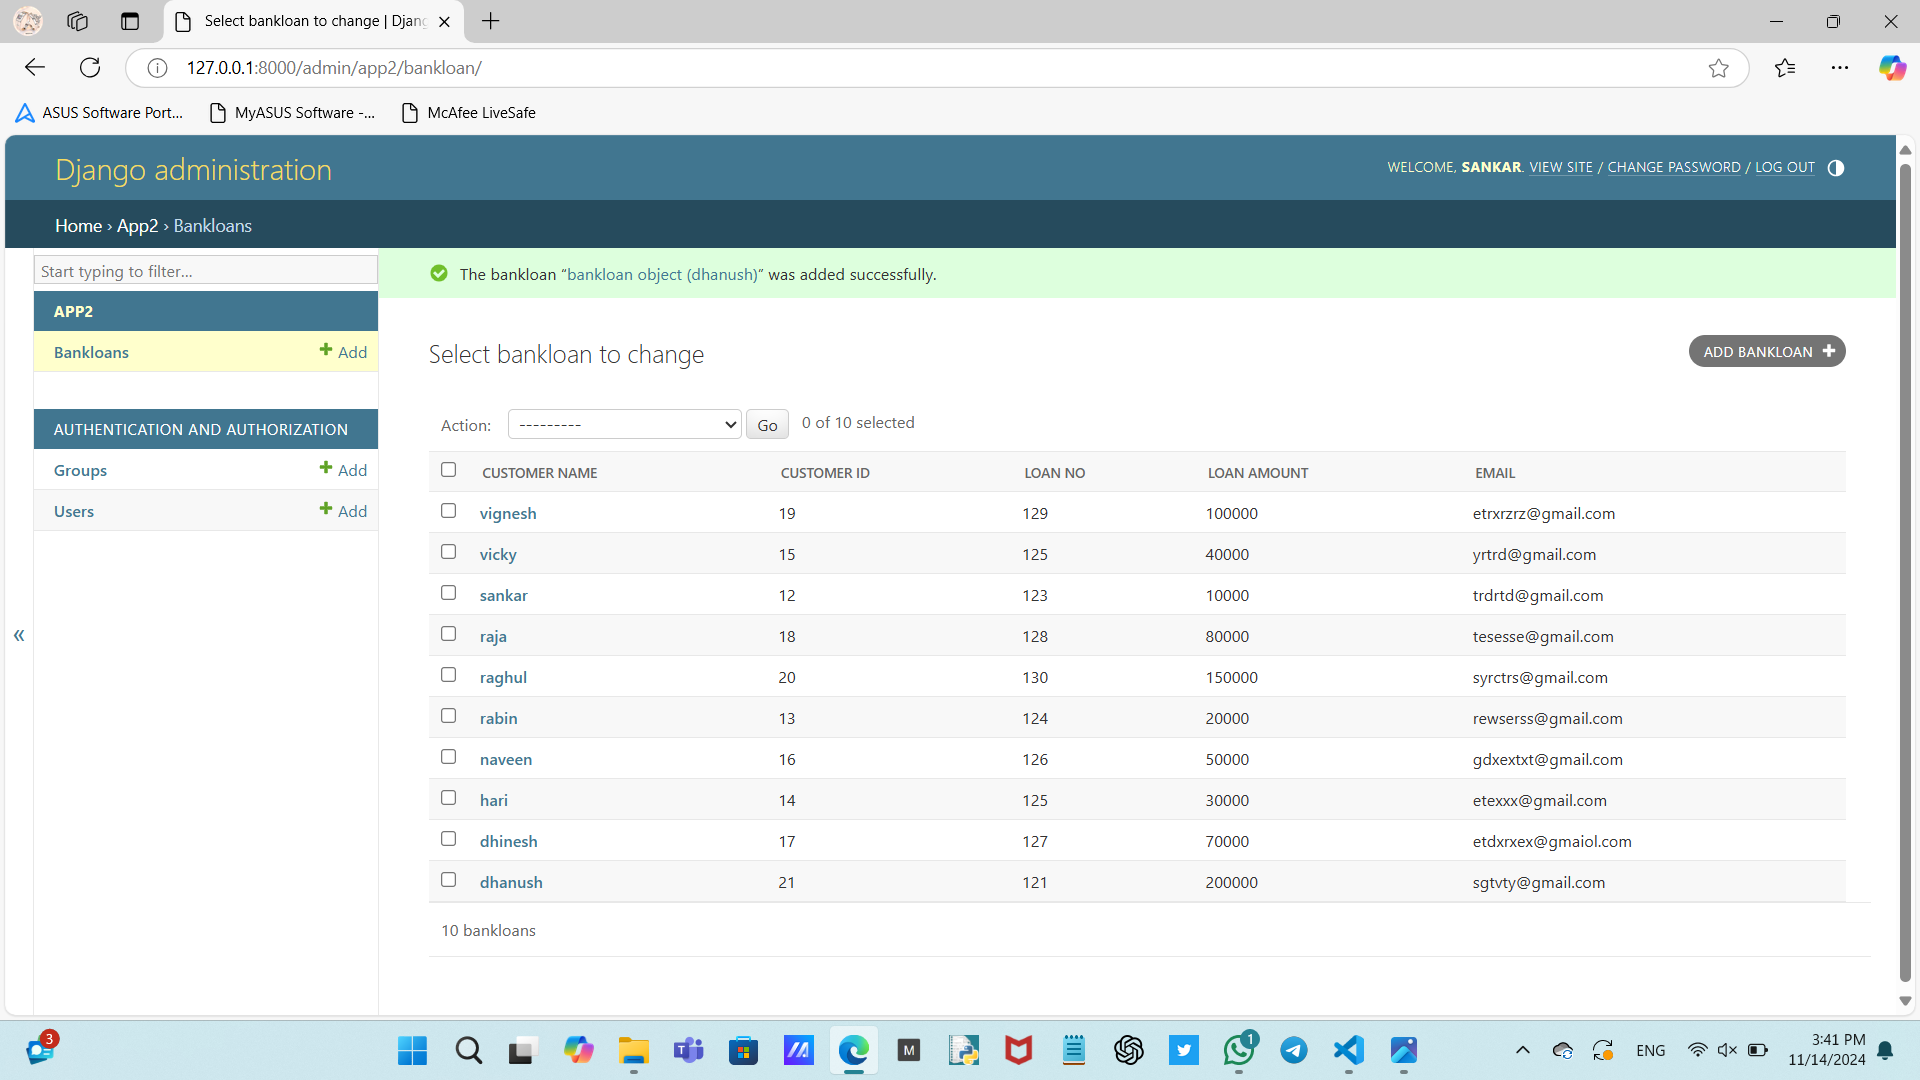 Select bankloan to change | Djang
127.0.0.1:8000/admin/app2/bankloan/
ASUS Software Port... MyASUS Software -... McAfee LiveSafe
Django administration
WELCOME, SANKAR. VIEW SITE / CHANGE PASSWORD / LOG OUT
Home › App2 › Bankloans
Start typing to filter...
APP2
Bankloans Add
AUTHENTICATION AND AUTHORIZATION
Groups Add
Users Add
The bankloan “bankloan object (dhanush)” was added successfully.
Select bankloan to change
ADD BANKLOAN
Action: --------- Go 0 of 10 selected
CUSTOMER NAME CUSTOMER ID LOAN NO LOAN AMOUNT EMAIL
vignesh 19 129 100000 etrxrzrz@gmail.com
vicky 15 125 40000 yrtrd@gmail.com
sankar 12 123 10000 trdrtd@gmail.com
raja 18 128 80000 tesesse@gmail.com
raghul 20 130 150000 syrctrs@gmail.com
rabin 13 124 20000 rewserss@gmail.com
naveen 16 126 50000 gdxextxt@gmail.com
hari 14 125 30000 etexxx@gmail.com
dhinesh 17 127 70000 etdxrxex@gmaiol.com
dhanush 21 121 200000 sgtvty@gmail.com
10 bankloans
3
M
1
ENG
3:41 PM
11/14/2024